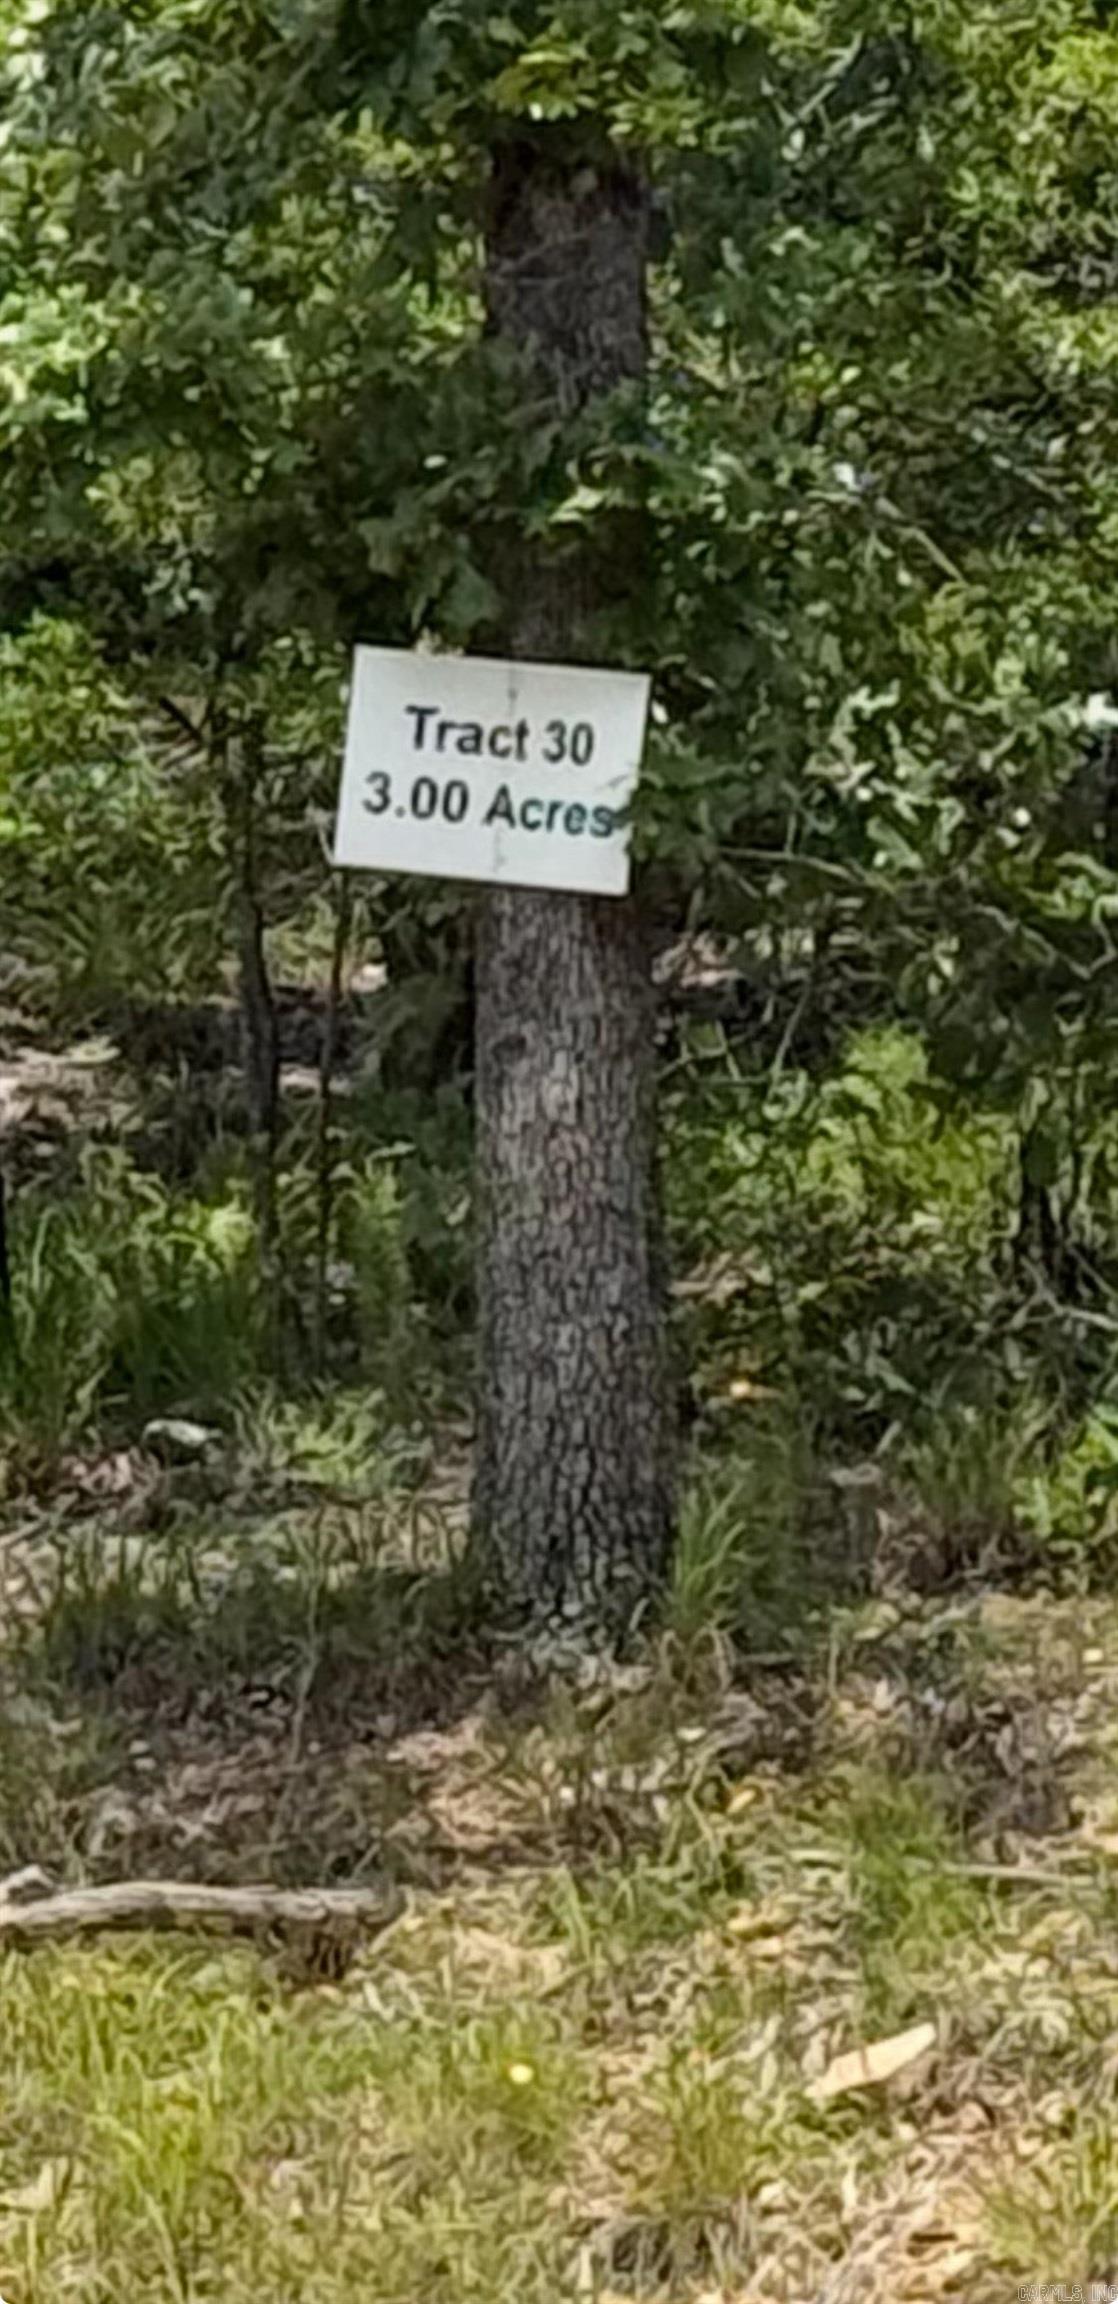 Tract 30
3.00 Acres
CARMLS, INC